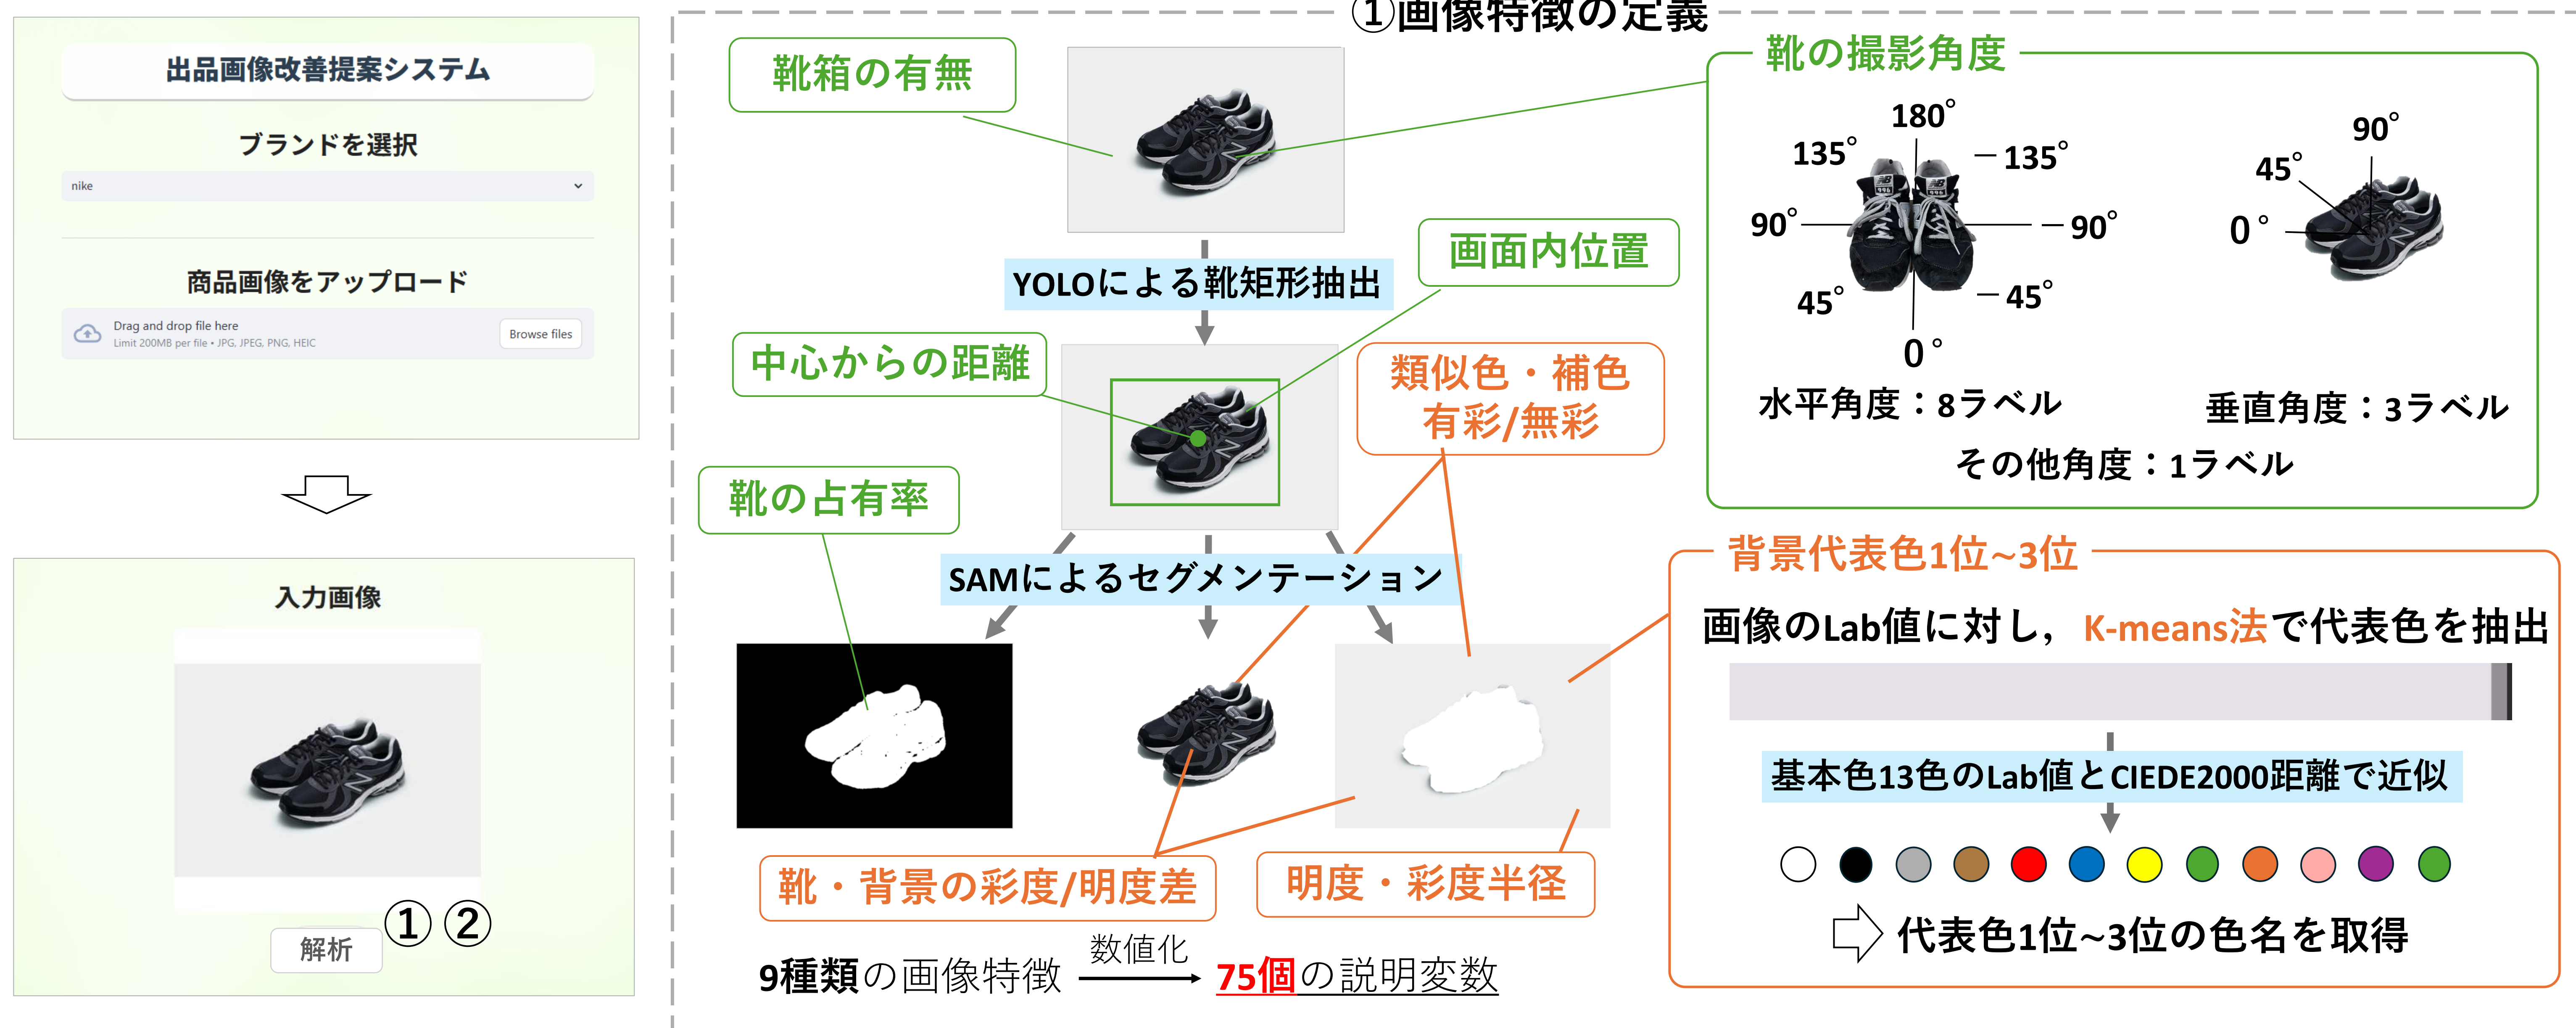 出品画像改善提案システム
ブランドを選択
nike
商品画像をアップロード
Drag and drop file here
Limit 200MB per file • JPG, JPEG, PNG, HEIC
Browse files
入力画像
解析
① ②
①画像特徴の定義
靴箱の有無
YOLOによる靴矩形抽出
画面内位置
中心からの距離
類似色・補色
有彩/無彩
靴の占有率
SAMによるセグメンテーション
靴・背景の彩度/明度差
明度・彩度半径
9種類の画像特徴
数値化
75個の説明変数
靴の撮影角度
180°
135°
－135°
90°
－90°
45°
－45°
0°
水平角度：8ラベル
90°
45°
0°
垂直角度：3ラベル
その他角度：1ラベル
背景代表色1位~3位
画像のLab値に対し，K-means法で代表色を抽出
基本色13色のLab値とCIEDE2000距離で近似
代表色1位~3位の色名を取得